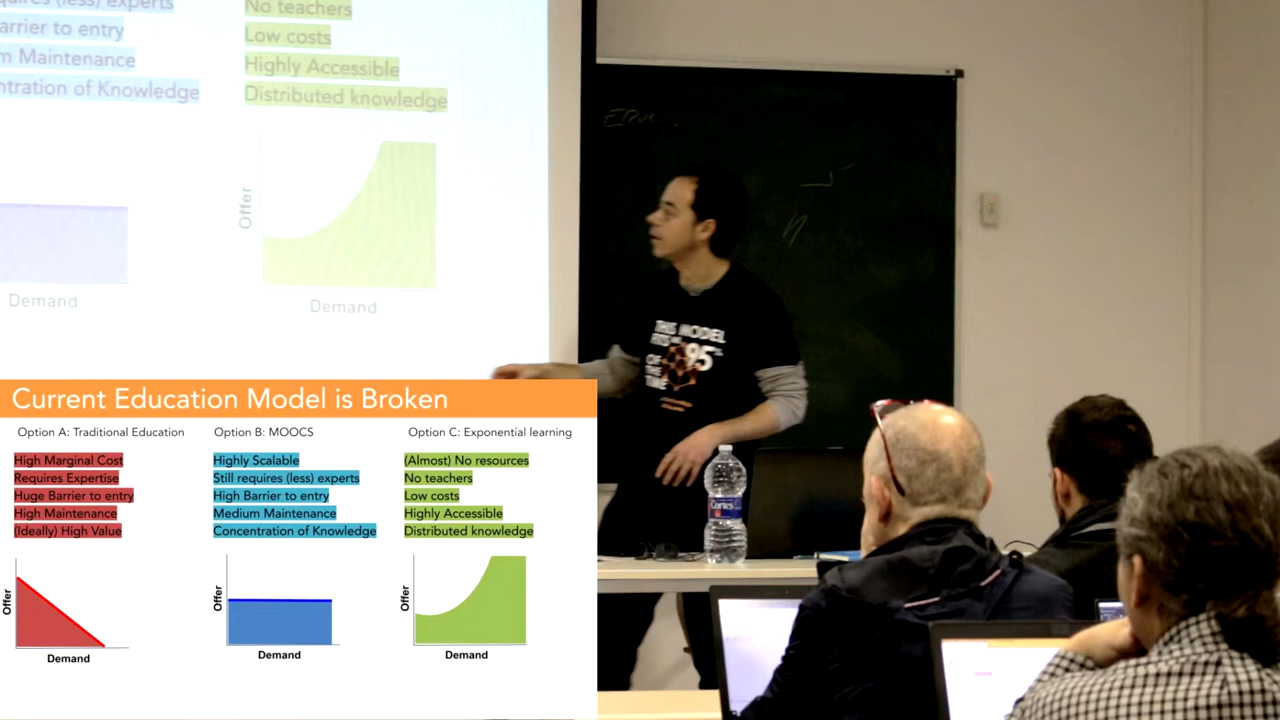 (less) experts
No teachers
arrier to entry
Low costs
Maintenance
Highly Accessible
ntration of Knowledge
Distributed knowledge
Offer
Demand
Demand
THIS MODEL
95%
OF
THE
TIME
Current Education Model is Broken
Option A: Traditional Education
Option B: MOOCS
Option C: Exponential learning
High Marginal Cost
Highly Scalable
(Almost) No resources
Requires Expertise
Still requires (less) experts
No teachers
Huge Barrier to entry
High Barrier to entry
Low costs
High Maintenance
Medium Maintenance
Highly Accessible
(Ideally) High Value
Concentration of Knowledge
Distributed knowledge
Offer
Demand
Offer
Demand
Offer
Demand